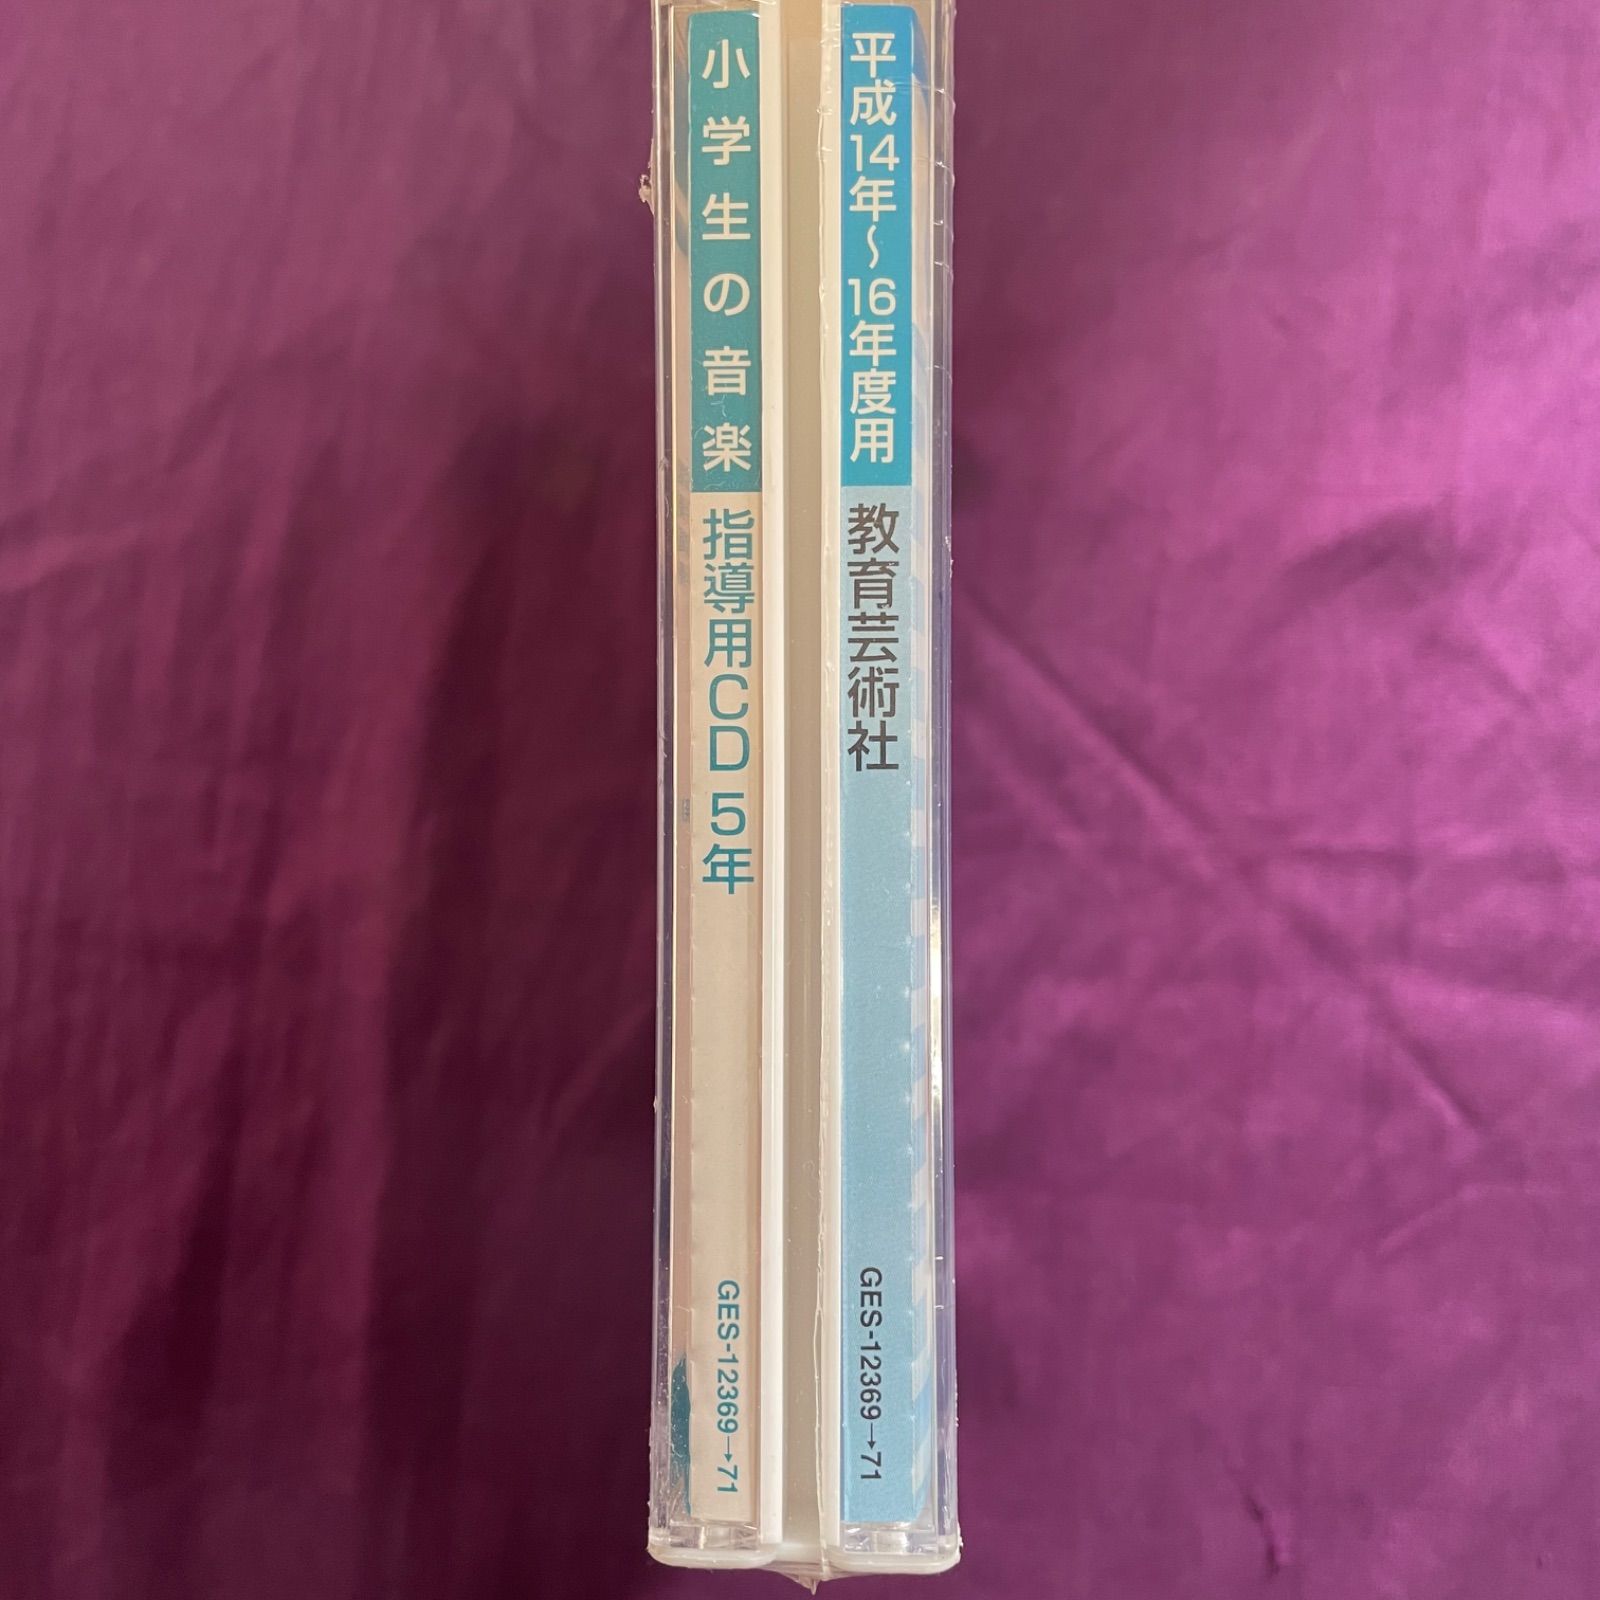 小学生の音楽
指導用CD 5年
GES-12369→71
平成14年～16年度用
教育芸術社
GES-12369→71